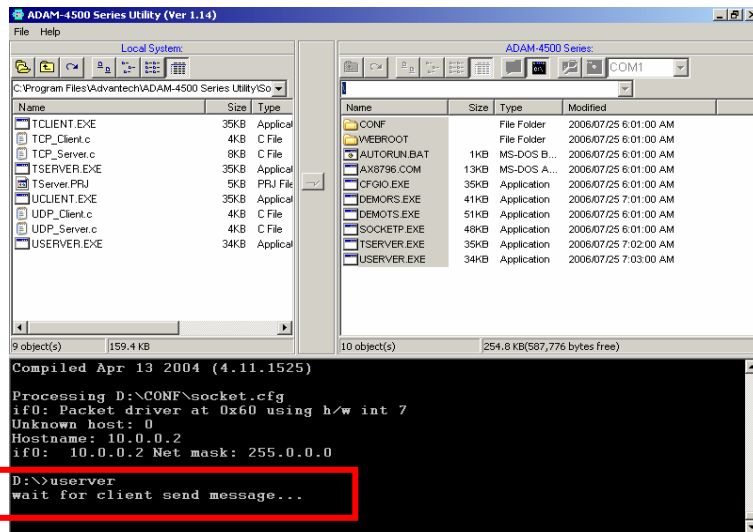 ADAM-4500 Series Utility (Ver 1.14)
File Help
Local System:
ADAM-4500 Series:
COM1
C:\Program Files\Advantech\ADAM-4500 Series Utility\So
\
Name Size Type
TCLIENT.EXE 35KB Applicat
TCP_Client.c 4KB C File
TCP_Server.c 8KB C File
TSERVER.EXE 35KB Applicat
TServer.PRJ 5KB PRJ File
UCLIENT.EXE 35KB Applicat
UDP_Client.c 4KB C File
UDP_Server.c 4KB C File
USERVER.EXE 34KB Applicat
Name Size Type Modified
CONF File Folder 2006/07/25 6:01:00 AM
WEBROOT File Folder 2006/07/25 6:01:00 AM
AUTORUN.BAT 1KB MS-DOS B... 2006/07/25 6:01:00 AM
AX8796.COM 13KB MS-DOS A... 2006/07/25 6:01:00 AM
CFGIO.EXE 35KB Application 2006/07/25 6:01:00 AM
DEMORS.EXE 41KB Application 2006/07/25 7:01:00 AM
DEMOTS.EXE 51KB Application 2006/07/25 6:01:00 AM
SOCKETP.EXE 48KB Application 2006/07/25 6:01:00 AM
TSERVER.EXE 35KB Application 2006/07/25 7:02:00 AM
USERVER.EXE 34KB Application 2006/07/25 7:03:00 AM
9 object(s) 159.4 KB
10 object(s) 254.8 KB(587,776 bytes free)
Compiled Apr 13 2004 (4.11.1525)
Processing D:\CONF\socket.cfg
if0: Packet driver at 0x60 using h/w int 7
Unknown host: 0
Hostname: 10.0.0.2
if0: 10.0.0.2 Net mask: 255.0.0.0
D:\>userver
wait for client send message...